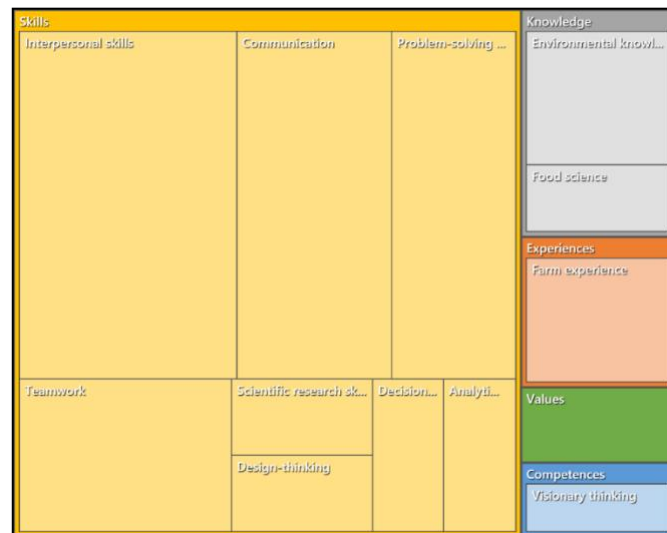 Skills
Interpersonal skills
Communication
Problem-solving ...
Teamwork
Scientific research sk...
Design-thinking
Decision...
Analyti...
Knowledge
Environmental knowl...
Food science
Experiences
Farm experience
Values
Competences
Visionary thinking